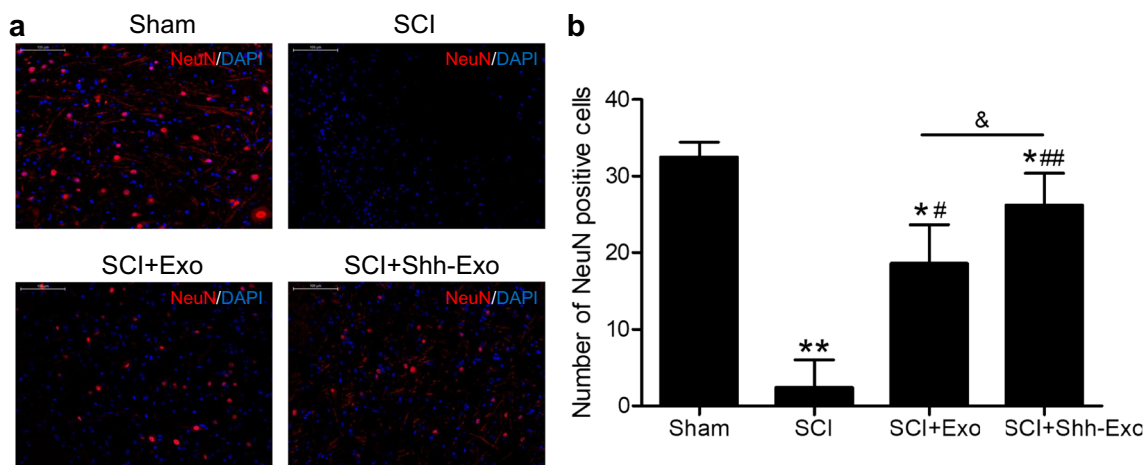 a
Sham
SCI
NeuN/DAPI
NeuN/DAPI
SCI+Exo
SCI+Shh-Exo
NeuN/DAPI
NeuN/DAPI
b
Number of NeuN positive cells
40
30
20
10
0
&
*##
*#
**
Sham
SCI
SCI+Exo
SCI+Shh-Exo